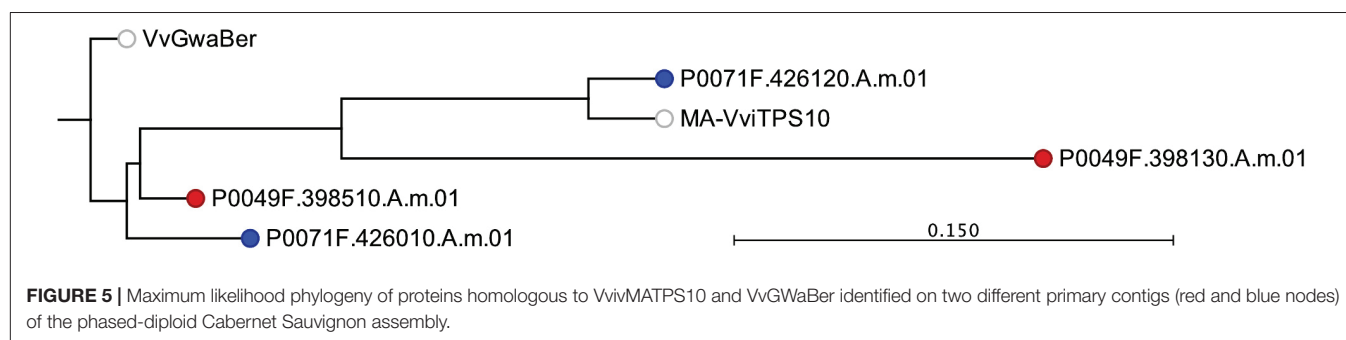 VvGwaBer
P0071F.426120.A.m.01
MA-VviTPS10
P0049F.398130.A.m.01
P0049F.398510.A.m.01
P0071F.426010.A.m.01
0.150
FIGURE 5 | Maximum likelihood phylogeny of proteins homologous to VvivMATPS10 and VvGWaBer identified on two different primary contigs (red and blue nodes)
of the phased-diploid Cabernet Sauvignon assembly.